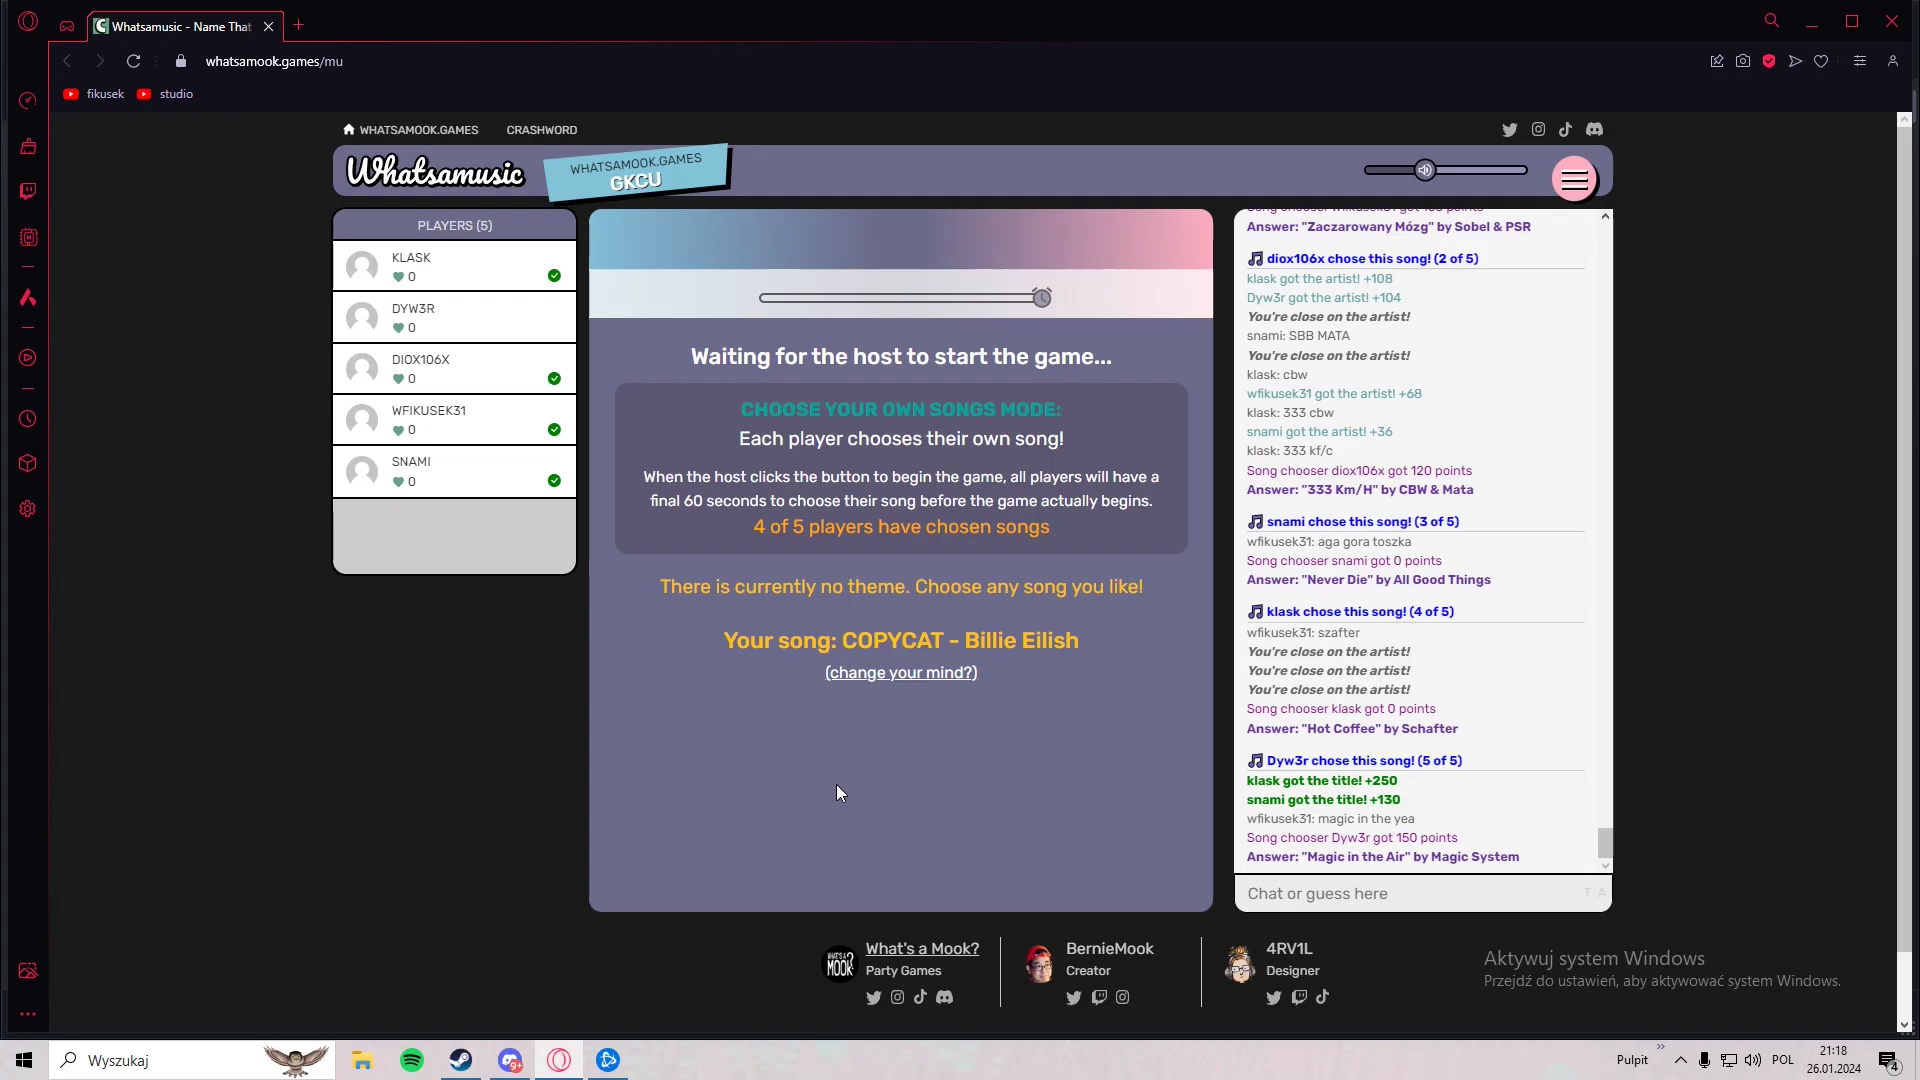 Whatsamusic - Name That
whatsamook.games/mu
fikusek
studio
WHATSAMOOK.GAMES
CRASHWORD
Whatsamusic
WHATSAMOOK.GAMES
GKCU
PLAYERS (5)
KLASK
0
DYW3R
0
DIOX106X
0
WFIKUSEK31
0
SNAMI
0
Waiting for the host to start the game...
CHOOSE YOUR OWN SONGS MODE:
Each player chooses their own song!
When the host clicks the button to begin the game, all players will have a
final 60 seconds to choose their song before the game actually begins.
4 of 5 players have chosen songs
There is currently no theme. Choose any song you like!
Your song: COPYCAT - Billie Eilish
(change your mind?)
Answer: "Zaczarowany Mózg" by Sobel & PSR
diox106x chose this song! (2 of 5)
klask got the artist! +108
Dyw3r got the artist! +104
You're close on the artist!
snami: SBB MATA
You're close on the artist!
klask: cbw
wfikusek31 got the artist! +68
klask: 333 cbw
snami got the artist! +36
klask: 333 kf/c
Song chooser diox106x got 120 points
Answer: "333 Km/H" by CBW & Mata
snami chose this song! (3 of 5)
wfikusek31: aga gora toszka
Song chooser snami got 0 points
Answer: "Never Die" by All Good Things
klask chose this song! (4 of 5)
wfikusek31: szafter
You're close on the artist!
You're close on the artist!
You're close on the artist!
Song chooser klask got 0 points
Answer: "Hot Coffee" by Schafter
Dyw3r chose this song! (5 of 5)
klask got the title! +250
snami got the title! +130
wfikusek31: magic in the yea
Song chooser Dyw3r got 150 points
Answer: "Magic in the Air" by Magic System
Chat or guess here
T A
WHAT'S A MOOK?
What's a Mook?
Party Games
BernieMook
Creator
4RV1L
Designer
Aktywuj system Windows
Przejdź do ustawień, aby aktywować system Windows.
Wyszukaj
9+
Pulpit
POL
21:18
26.01.2024
4